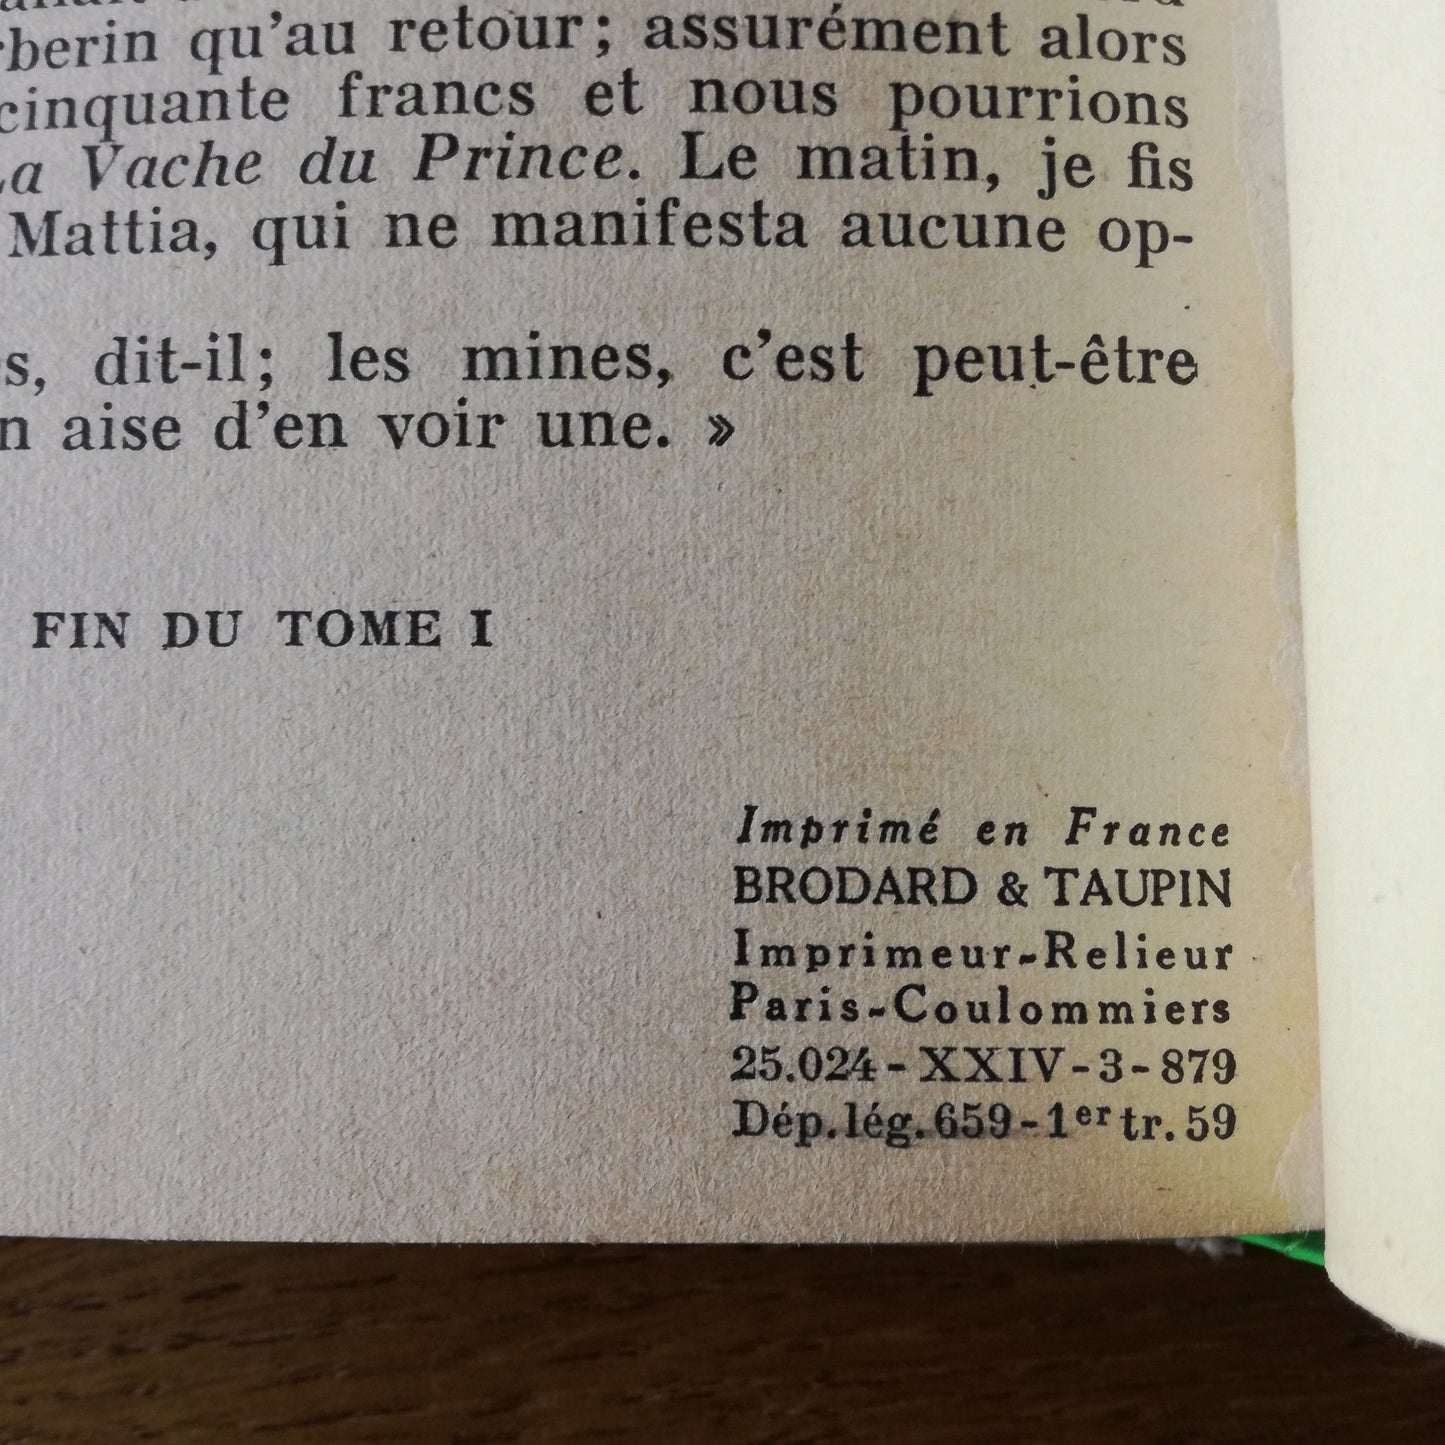 berin qu'au retour; assurément alors
cinquante francs et nous pourrions
La Vache du Prince. Le matin, je fis
Mattia, qui ne manifesta aucune op-
s, dit-il; les mines, c'est peut-être
n aise d'en voir une. »
FIN DU TOME I
Imprimé en France
BRODARD & TAUPIN
Imprimeur-Relieur
Paris-Coulommiers
25.024-XXIV-3-879
Dép. lég. 659-1er tr. 59